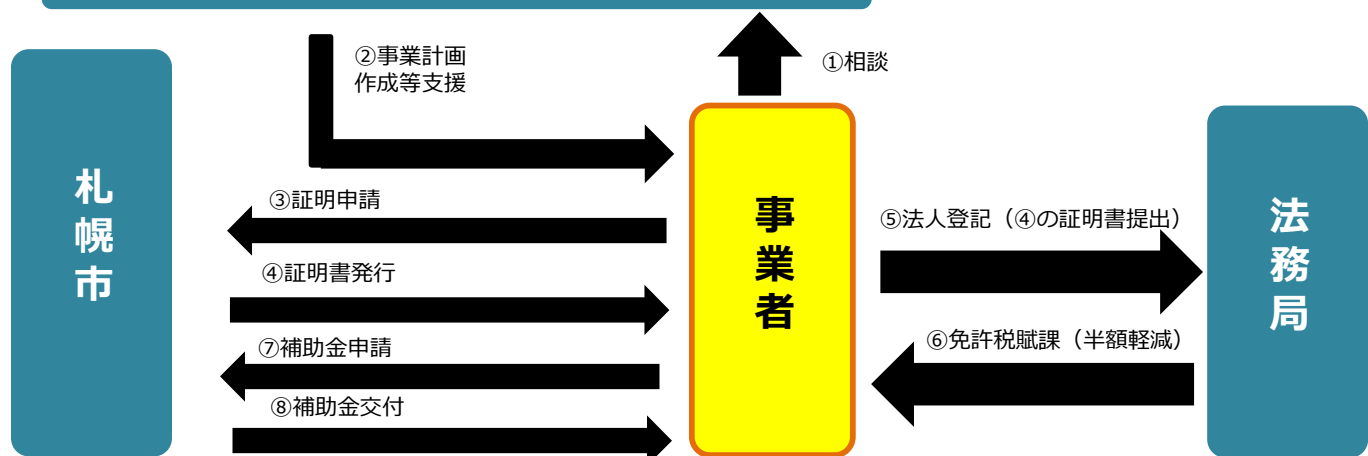 ②事業計画
作成等支援
①相談
札幌市
事業者
法務局
③証明申請
⑤法人登記（④の証明書提出）
④証明書発行
⑥免許税賦課（半額軽減）
⑦補助金申請
⑧補助金交付